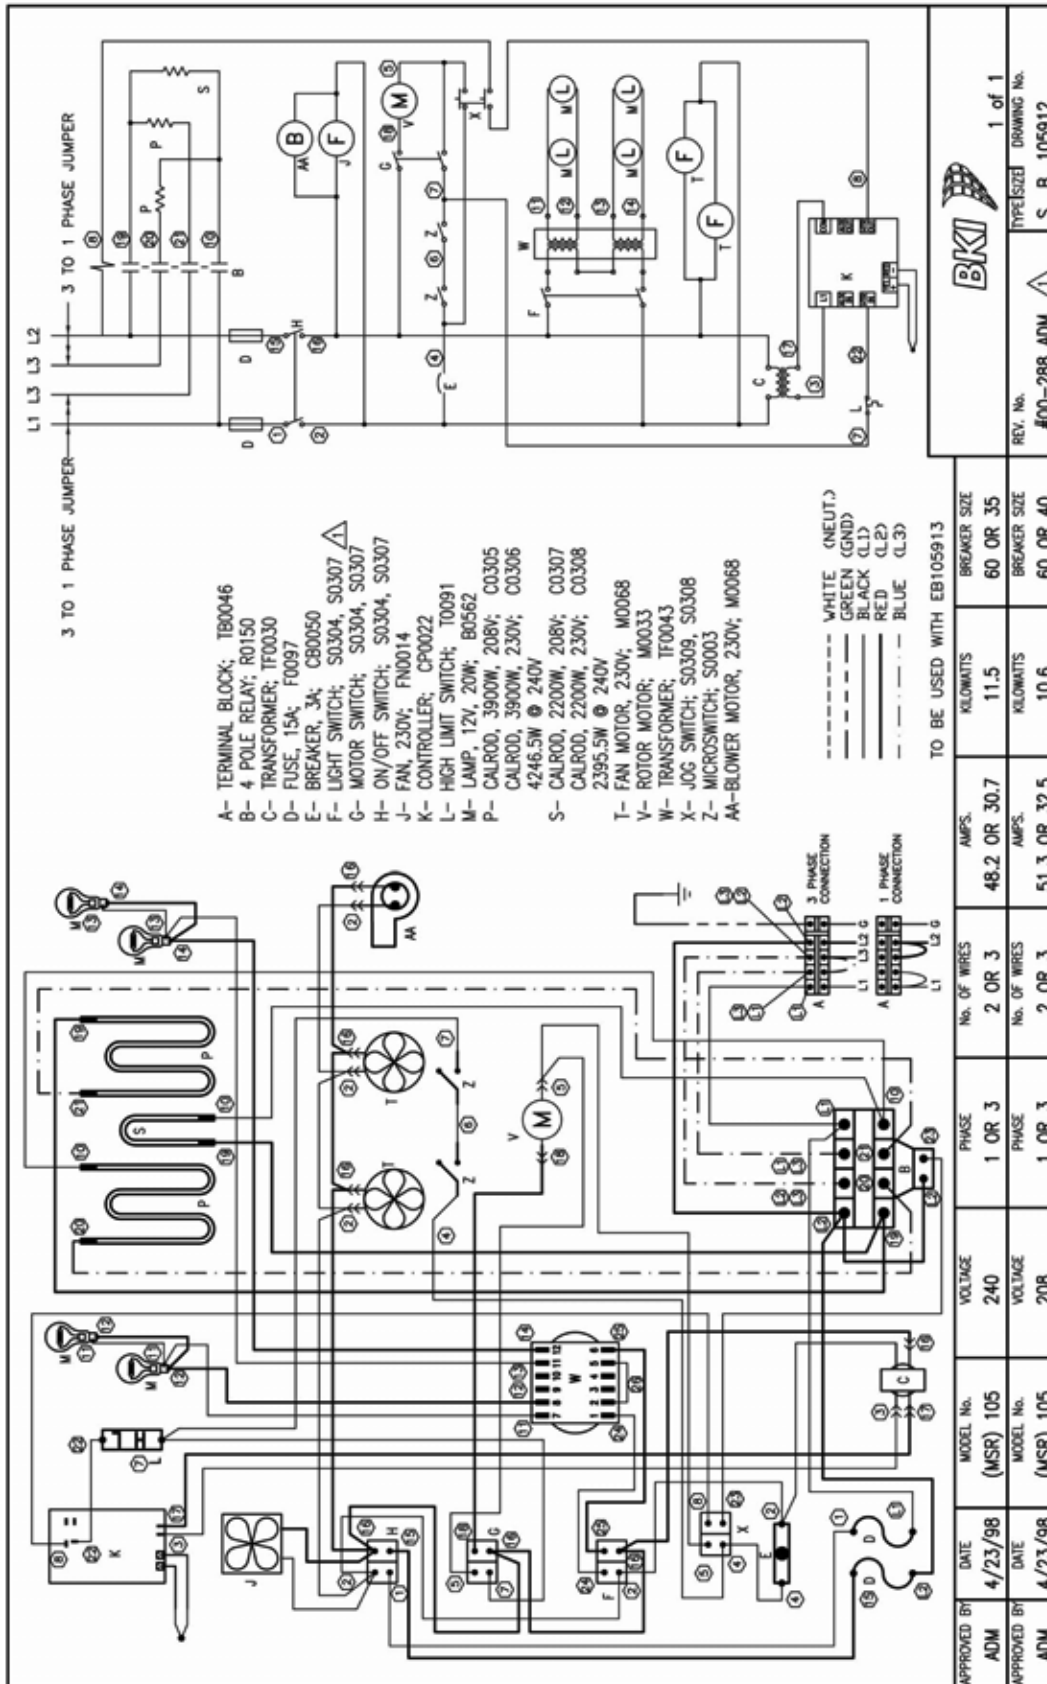 3 TO 1 PHASE JUMPER
3 TO 1 PHASE JUMPER
L1 L3 L3 L2
A- TERMINAL BLOCK; TB0046
B- 4 POLE RELAY; R0150
C- TRANSFORMER; TF0030
D- FUSE, 15A; F0097
E- BREAKER, 3A; CB0050
F- LIGHT SWITCH; S0304, S0307
G- MOTOR SWITCH; S0304, S0307
H- ON/OFF SWITCH; S0304, S0307
J- FAN, 230V; FN0014
K- CONTROLLER; CP0022
L- HIGH LIMIT SWITCH; T0091
M- LAMP, 12V, 20W; B0562
P- CALROD, 3900W, 208V; C0305
CALROD, 3900W, 230V; C0306
4246.5W @ 240V
S- CALROD, 2200W, 208V; C0307
CALROD, 2200W, 230V; C0308
2395.5W @ 240V
T- FAN MOTOR, 230V; M0068
V- ROTOR MOTOR; M0033
W- TRANSFORMER; TF0043
X- JOG SWITCH; S0309, S0308
Z- MICROSWITCH; S0003
AA-BLOWER MOTOR, 230V; M0068
WHITE (NEUT.)
GREEN (GND)
BLACK (L1)
RED (L2)
BLUE (L3)
TO BE USED WITH EB105913
3 PHASE CONNECTION
L1 L3 L2 G
1 PHASE CONNECTION
L1 L2 G
APPROVED BY DATE MODEL No. VOLTAGE PHASE No. OF WIRES AMPS. KILOWATTS BREAKER SIZE
ADM 4/23/98 (MSR) 105 240 1 OR 3 2 OR 3 48.2 OR 30.7 11.5 60 OR 35
APPROVED BY DATE MODEL No. VOLTAGE PHASE No. OF WIRES AMPS. KILOWATTS BREAKER SIZE
ADM 4/23/98 (MSR) 105 208 1 OR 3 2 OR 3 51.3 OR 32.5 10.6 60 OR 40
BKI
1 of 1
REV. No. TYPE SIZE DRAWING No.
#00-288 ADM 1 S B 105912